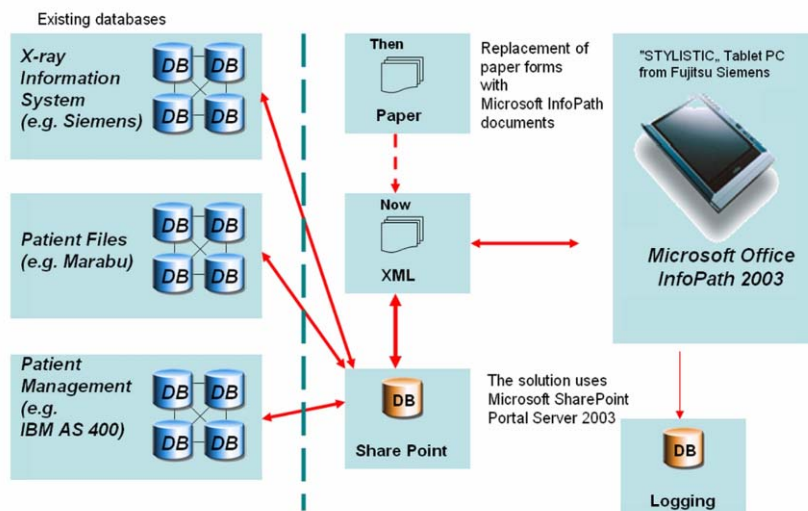 Existing databases
X-ray
Information
System
(e.g. Siemens)
DB DB
DB DB
Patient Files
(e.g. Marabu)
DB DB
DB DB
Patient
Management
(e.g.
IBM AS 400)
DB DB
DB DB
Then
Paper
Now
XML
DB
Share Point
Replacement of
paper forms
with
Microsoft InfoPath
documents
The solution uses
Microsoft SharePoint
Portal Server 2003
"STYLISTIC„ Tablet PC
from Fujitsu Siemens
Microsoft Office
InfoPath 2003
DB
Logging